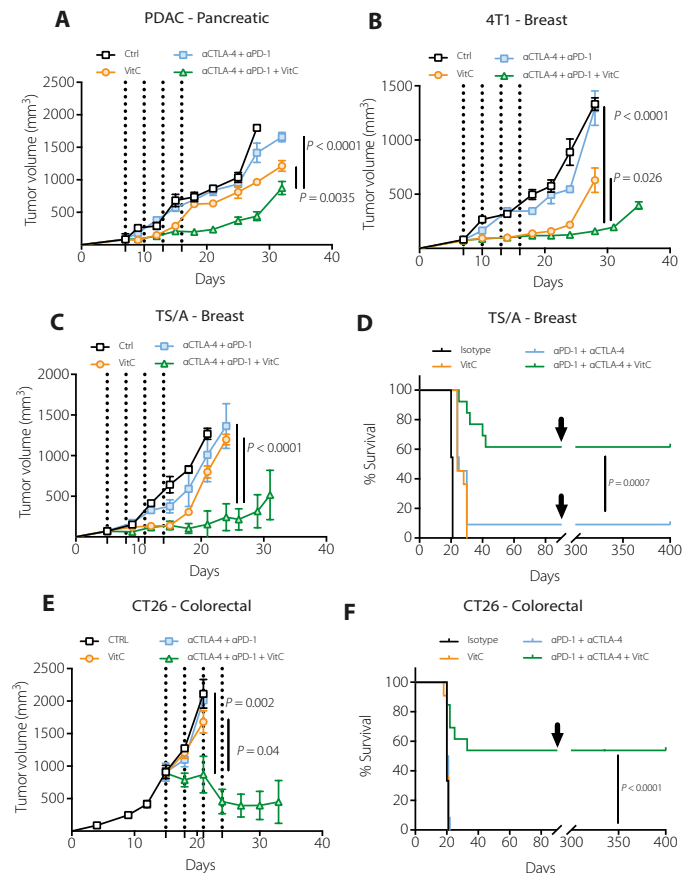 A
PDAC - Pancreatic
Ctrl
αCTLA-4 + αPD-1
VitC
αCTLA-4 + αPD-1 + VitC
Tumor volume (mm³)
2500
2000
1500
1000
500
0
10
20
30
40
Days
P < 0.0001
P = 0.0035
B
4T1 - Breast
Ctrl
αCTLA-4 + αPD-1
VitC
αCTLA-4 + αPD-1 + VitC
Tumor volume (mm³)
1500
1000
500
0
10
20
30
40
Days
P < 0.0001
P = 0.026
C
TS/A - Breast
Ctrl
αCTLA-4 + αPD-1
VitC
αCTLA-4 + αPD-1 + VitC
Tumor volume (mm³)
2000
1500
1000
500
0
10
20
30
40
Days
P < 0.0001
D
TS/A - Breast
Isotype
αPD-1 + αCTLA-4
VitC
αPD-1 + αCTLA-4 + VitC
% Survival
100
80
60
40
20
0
0
20
40
60
80
300
350
400
Days
P = 0.0007
E
CT26 - Colorectal
CTRL
αCTLA-4 + αPD-1
VitC
αCTLA-4 + αPD-1 + VitC
Tumor volume (mm³)
2500
2000
1500
1000
500
0
10
20
30
40
Days
P = 0.002
P = 0.04
F
CT26 - Colorectal
Isotype
αPD-1 + αCTLA-4
VitC
αPD-1 + αCTLA-4 + VitC
% Survival
100
80
60
40
20
0
0
20
40
60
80
300
350
400
Days
P < 0.0001